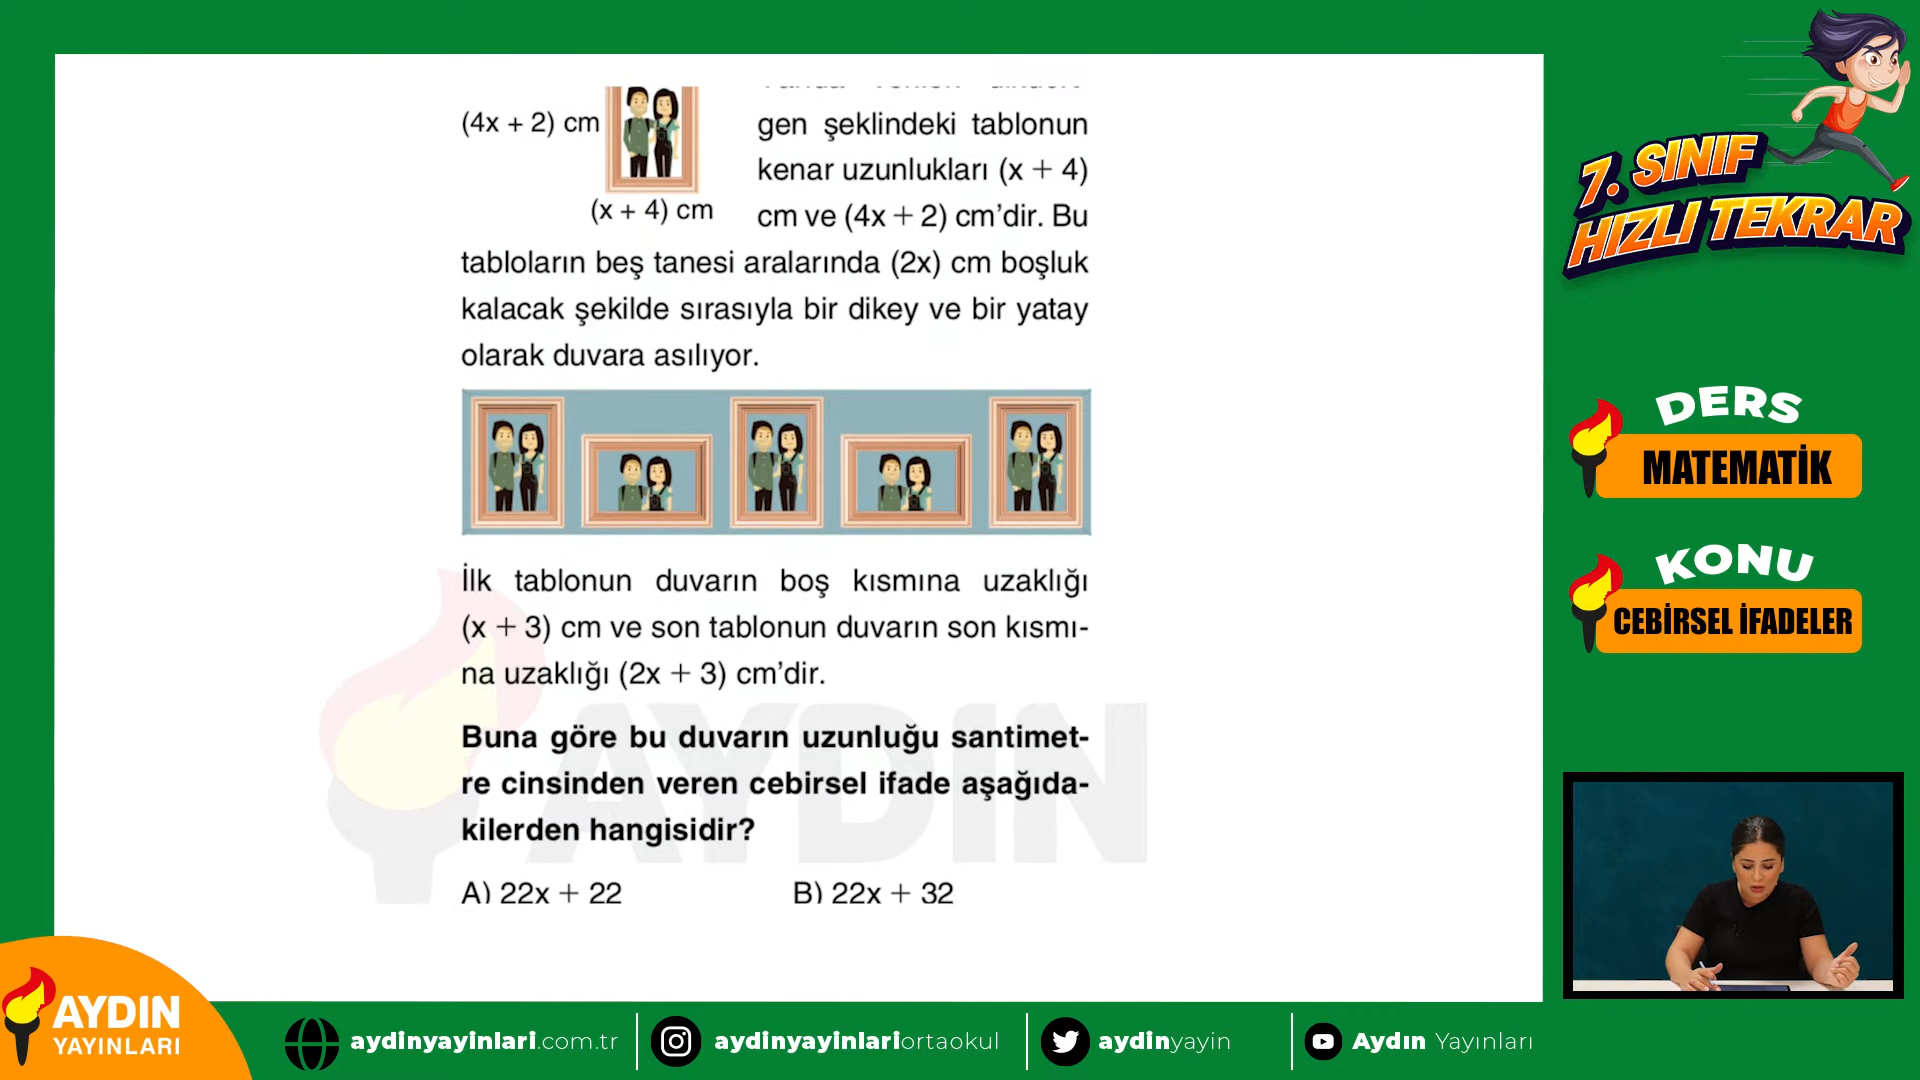 (4x + 2) cm
(x + 4) cm
gen şeklindeki tablonun
kenar uzunlukları (x + 4)
cm ve (4x + 2) cm’dir. Bu
tabloların beş tanesi aralarında (2x) cm boşluk
kalacak şekilde sırasıyla bir dikey ve bir yatay
olarak duvara asılıyor.
İlk tablonun duvarın boş kısmına uzaklığı
(x + 3) cm ve son tablonun duvarın son kısmı-
na uzaklığı (2x + 3) cm’dir.
Buna göre bu duvarın uzunluğu santimet-
re cinsinden veren cebirsel ifade aşağıda-
kilerden hangisidir?
A) 22x + 22
B) 22x + 32
AYDIN
7. SINIF
HIZLI TEKRAR
DERS
MATEMATİK
KONU
CEBİRSEL İFADELER
AYDIN
YAYINLARI
aydinyayinlari.com.tr
aydinyayinlariortaokul
aydinyayin
Aydın Yayınları